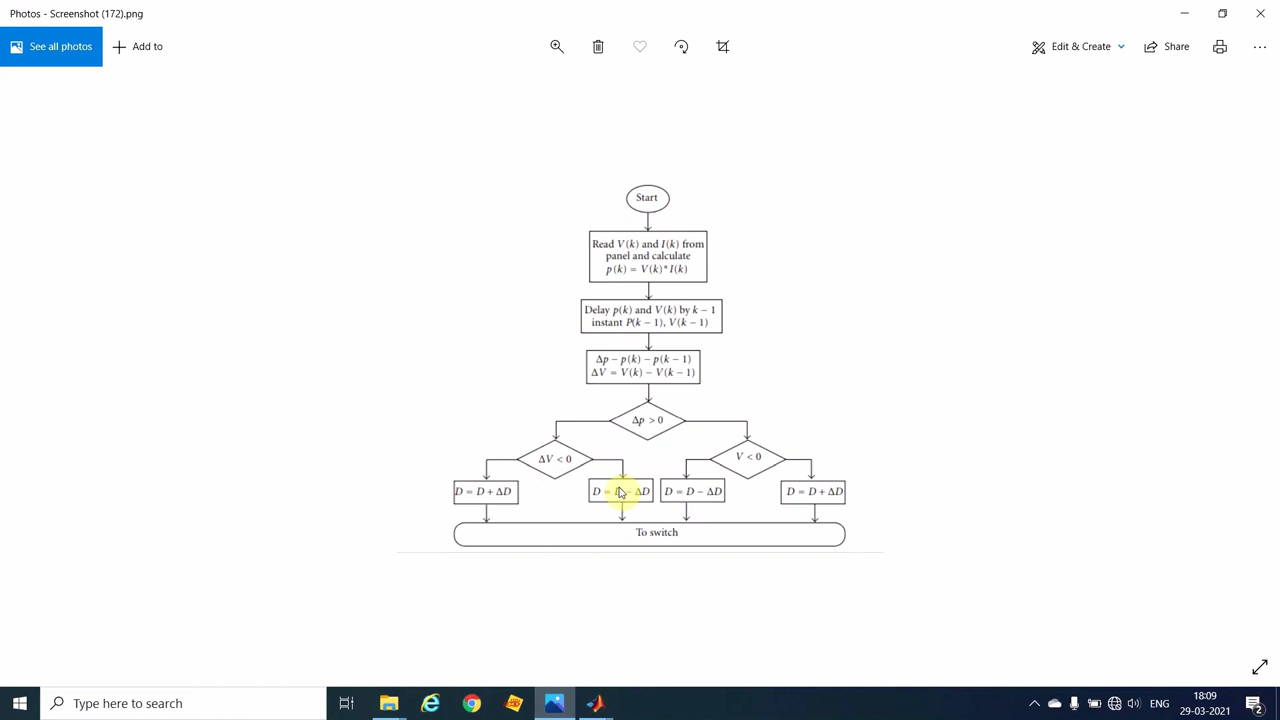 Photos - Screenshot (172).png
See all photos
Add to
Edit & Create
Share
Start
Read V(k) and I(k) from
panel and calculate
p(k) = V(k)*I(k)
Delay p(k) and V(k) by k − 1
instant P(k − 1), V(k − 1)
Δp − p(k) − p(k − 1)
ΔV = V(k) − V(k − 1)
Δp > 0
ΔV < 0
V < 0
D = D + ΔD
D = D − ΔD
D = D − ΔD
D = D + ΔD
To switch
Type here to search
ENG
18:09
29-03-2021
2